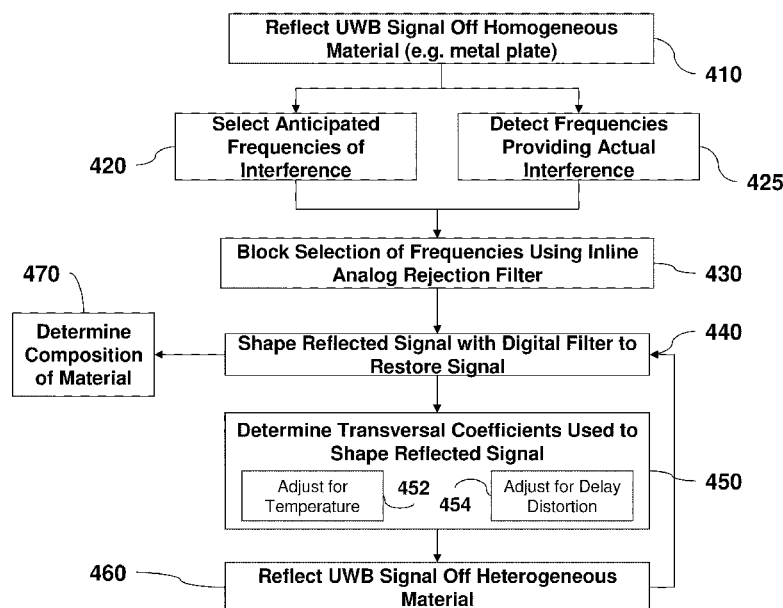 Reflect UWB Signal Off Homogeneous
Material (e.g. metal plate)
410
Select Anticipated
Frequencies of
Interference
420
Detect Frequencies
Providing Actual
Interference
425
Block Selection of Frequencies Using Inline
Analog Rejection Filter
430
470
Determine
Composition
of Material
Shape Reflected Signal with Digital Filter to
Restore Signal
440
Determine Transversal Coefficients Used to
Shape Reflected Signal
450
Adjust for
Temperature
452
454
Adjust for Delay
Distortion
460
Reflect UWB Signal Off Heterogeneous
Material